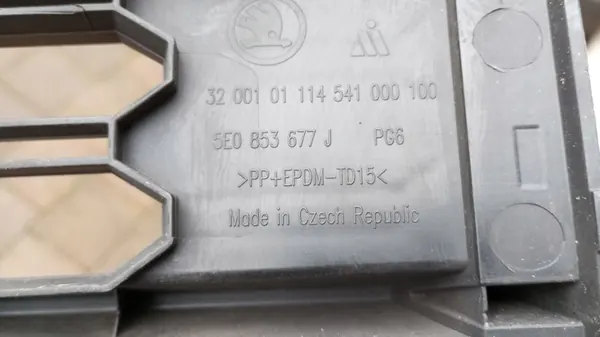 32 001 01 114 541 000 100
5E0 853 677 J PG6
>PP+EPDM-TD15<
Made in Czech Republic